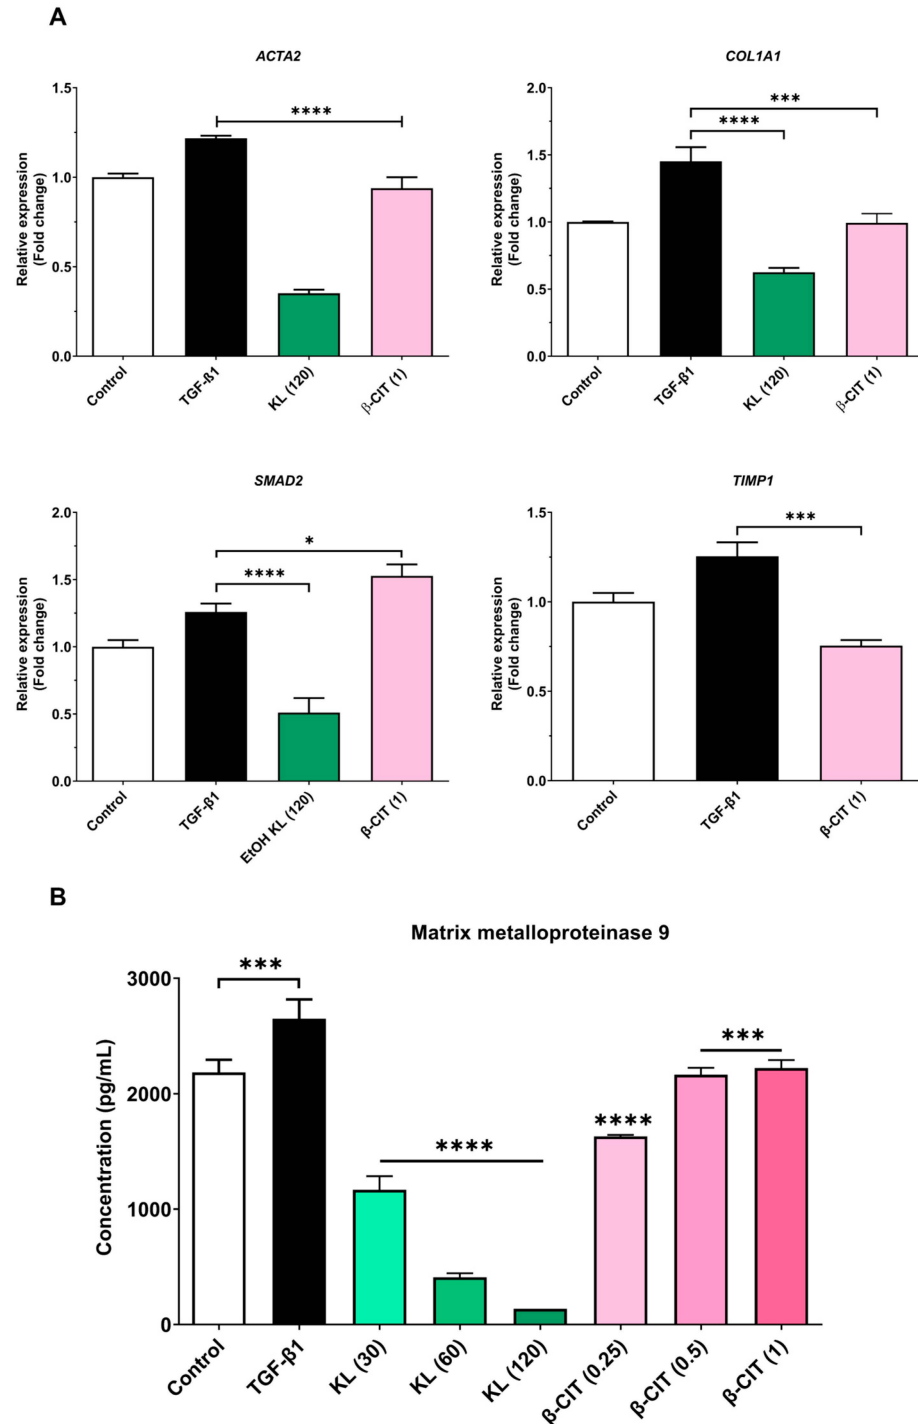 A
ACTA2
Relative expression
(Fold change)
1.5
1.0
0.5
0.0
****
Control
TGF-ß1
KL (120)
β-CIT (1)
COL1A1
Relative expression
(Fold change)
2.0
1.5
1.0
0.5
0.0
***
****
Control
TGF-ß1
KL (120)
β-CIT (1)
SMAD2
Relative expression
(Fold change)
2.0
1.5
1.0
0.5
0.0
*
****
Control
TGF-β1
EtOH KL (120)
β-CIT (1)
TIMP1
Relative expression
(Fold change)
1.5
1.0
0.5
0.0
***
Control
TGF-β1
β-CIT (1)
B
Matrix metalloproteinase 9
Concentration (pg/mL)
3000
2000
1000
0
***
****
****
***
Control
TGF-β1
KL (30)
KL (60)
KL (120)
β-CIT (0.25)
β-CIT (0.5)
β-CIT (1)